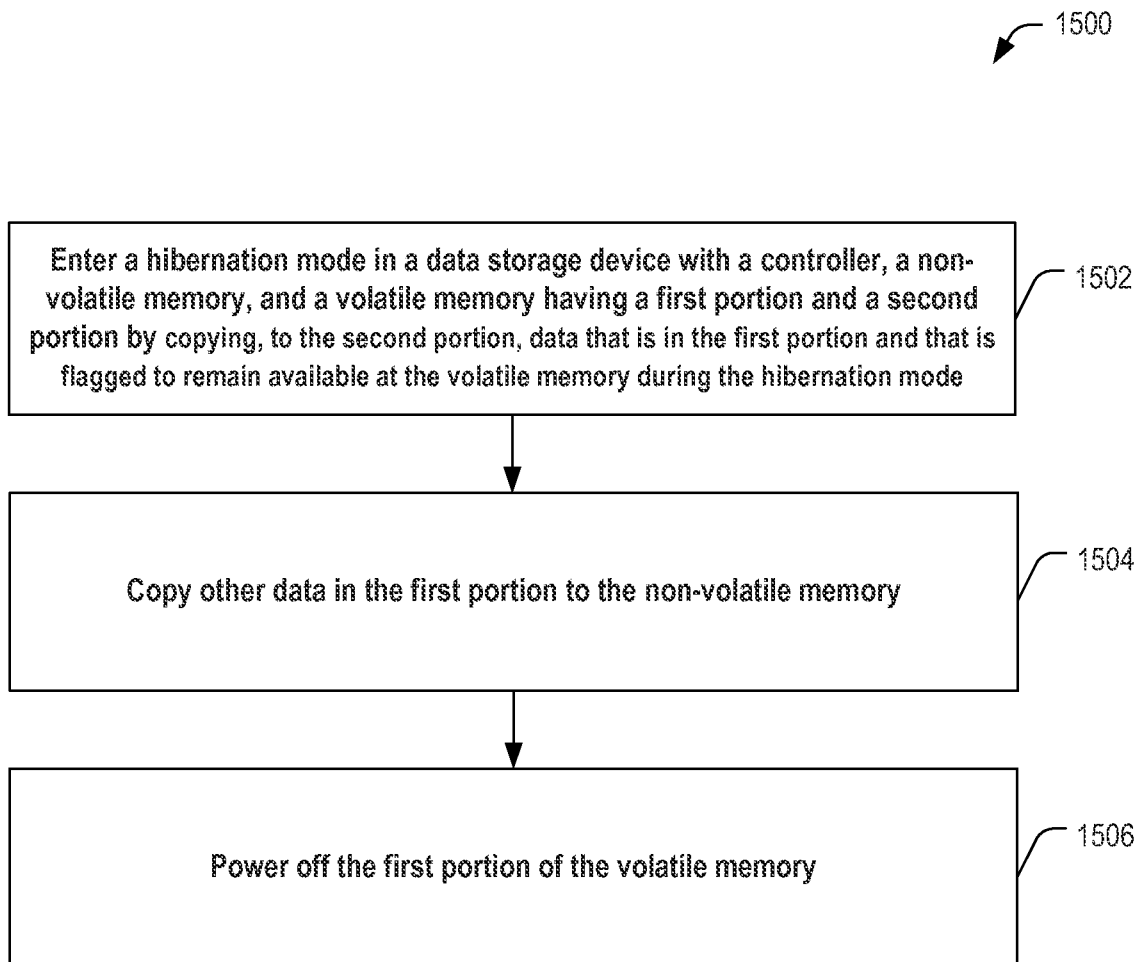 1500
Enter a hibernation mode in a data storage device with a controller, a non-
volatile memory, and a volatile memory having a first portion and a second
portion by copying, to the second portion, data that is in the first portion and that is
flagged to remain available at the volatile memory during the hibernation mode
1502
Copy other data in the first portion to the non-volatile memory
1504
Power off the first portion of the volatile memory
1506